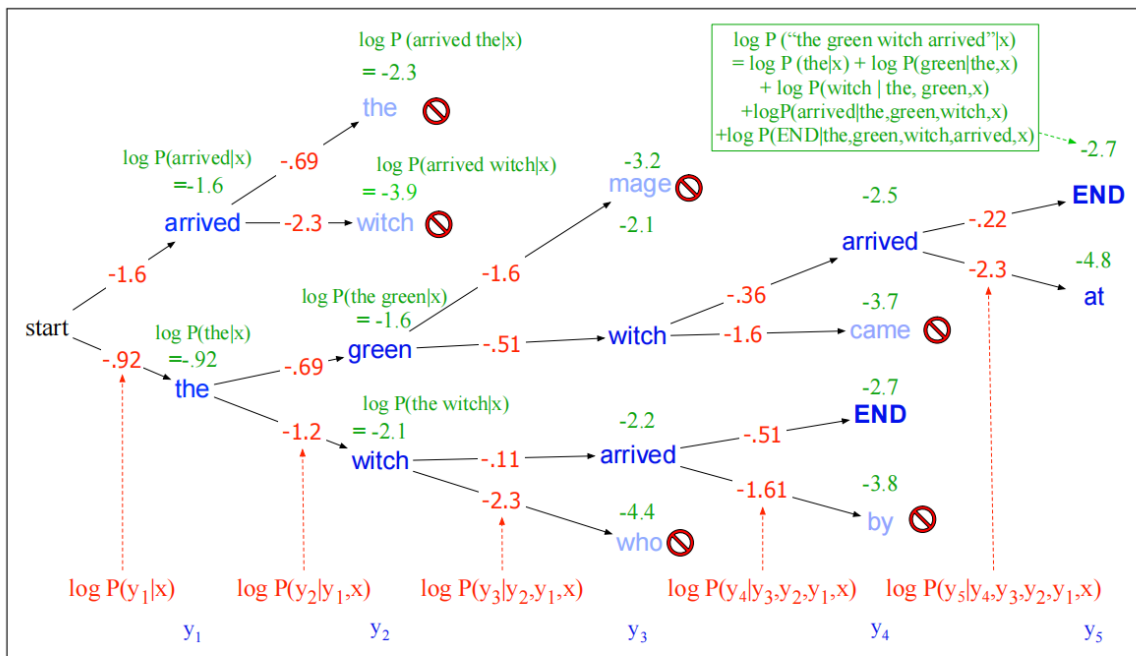 log P (arrived the|x)
= -2.3
the
log P (“the green witch arrived”|x)
= log P (the|x) + log P(green|the,x)
+ log P(witch | the, green,x)
+logP(arrived|the,green,witch,x)
+log P(END|the,green,witch,arrived,x)
-2.7
log P(arrived|x)
=-1.6
-.69
log P(arrived witch|x)
= -3.9
-3.2
mage
arrived
-2.3
witch
-2.1
-2.5
END
arrived
-.22
-1.6
-1.6
-2.3
-4.8
at
log P(the green|x)
= -1.6
-.36
-3.7
start
log P(the|x)
=-.92
green
-.51
witch
-1.6
came
-.92
-.69
the
log P(the witch|x)
= -2.1
-2.7
END
-1.2
-2.2
-.51
witch
-.11
arrived
-2.3
-1.61
-3.8
by
-4.4
who
log P(y1|x)
log P(y2|y1,x)
log P(y3|y2,y1,x)
log P(y4|y3,y2,y1,x)
log P(y5|y4,y3,y2,y1,x)
y1
y2
y3
y4
y5